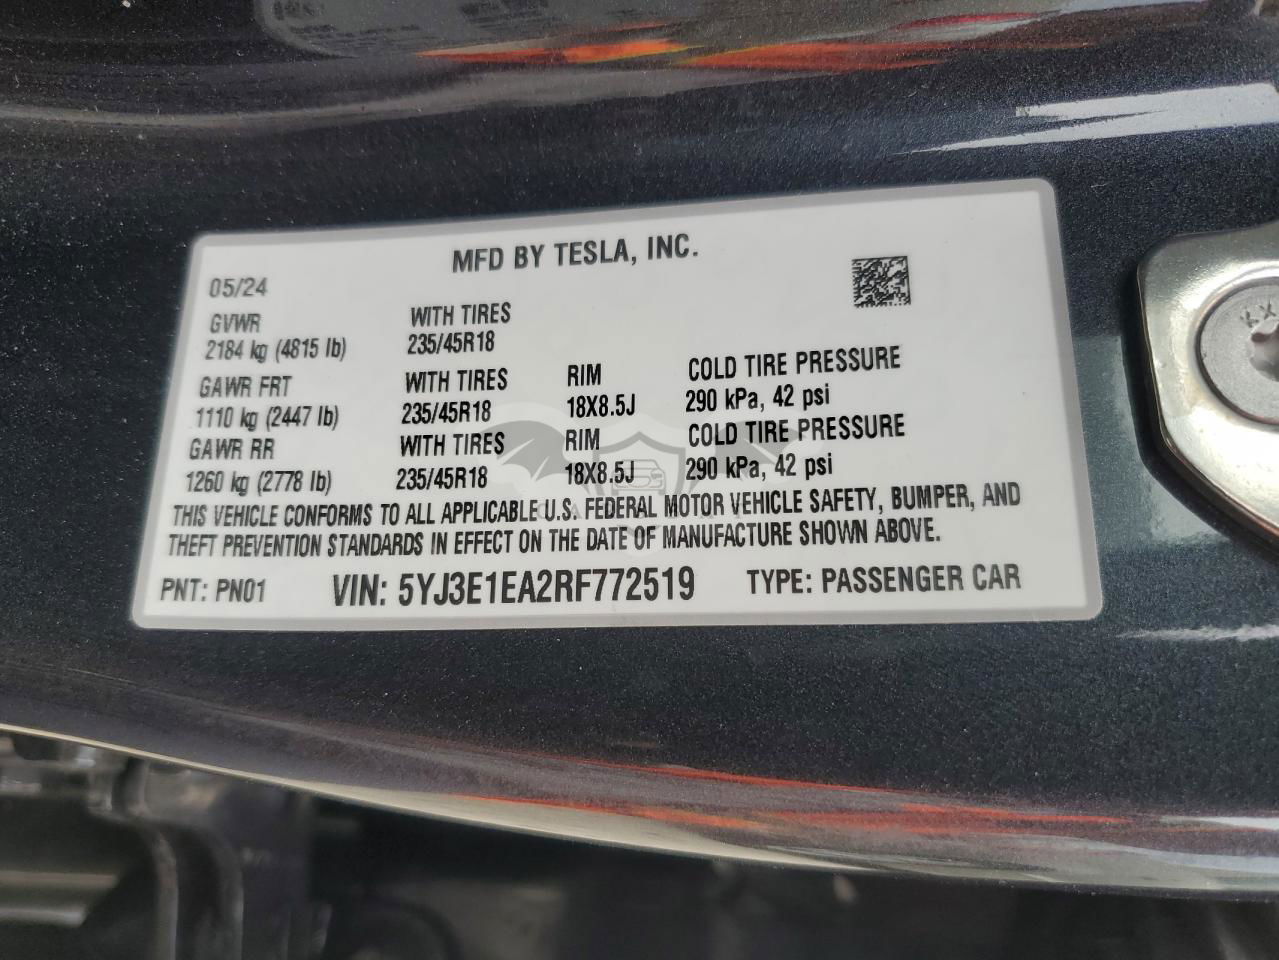 MFD BY TESLA, INC.
05/24
GVWR WITH TIRES
2184 kg (4815 lb) 235/45R18
GAWR FRT WITH TIRES RIM COLD TIRE PRESSURE
1110 kg (2447 lb) 235/45R18 18X8.5J 290 kPa, 42 psi
GAWR RR WITH TIRES RIM COLD TIRE PRESSURE
1260 kg (2778 lb) 235/45R18 18X8.5J 290 kPa, 42 psi
THIS VEHICLE CONFORMS TO ALL APPLICABLE U.S. FEDERAL MOTOR VEHICLE SAFETY, BUMPER, AND
THEFT PREVENTION STANDARDS IN EFFECT ON THE DATE OF MANUFACTURE SHOWN ABOVE.
PNT: PN01 VIN: 5YJ3E1EA2RF772519 TYPE: PASSENGER CAR